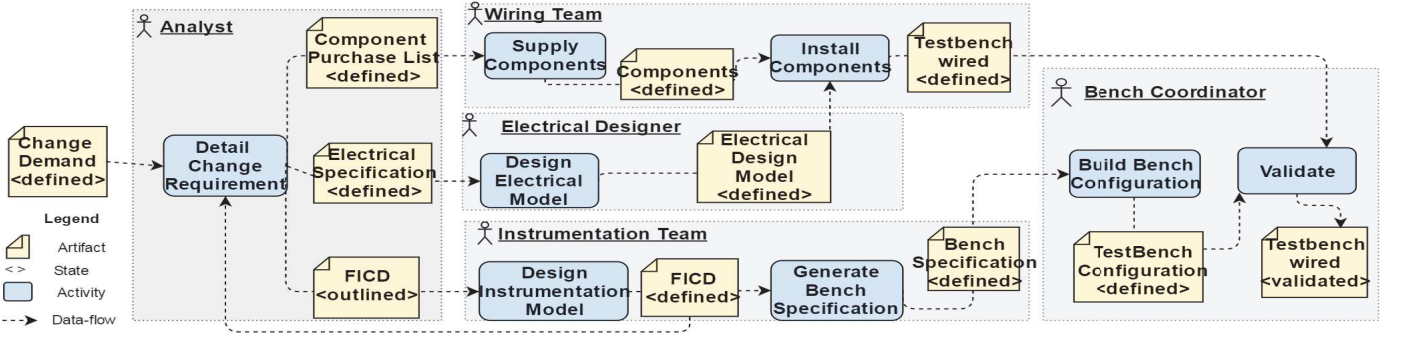 Analyst
Component
Purchase List
<defined>
Wiring Team
Supply
Components
Components
<defined>
Install
Components
Testbench
wired
<defined>
Bench Coordinator
Change
Demand
<defined>
Detail
Change
Requirement
Electrical
Specification
<defined>
Electrical Designer
Design
Electrical
Model
Electrical
Design
Model
<defined>
Build Bench
Configuration
Validate
TestBench
Configuration
<defined>
Testbench
wired
<validated>
FICD
<outlined>
Instrumentation Team
Design
Instrumentation
Model
FICD
<defined>
Generate
Bench
Specification
Bench
Specification
<defined>
Legend
Artifact
<> State
Activity
Data-flow